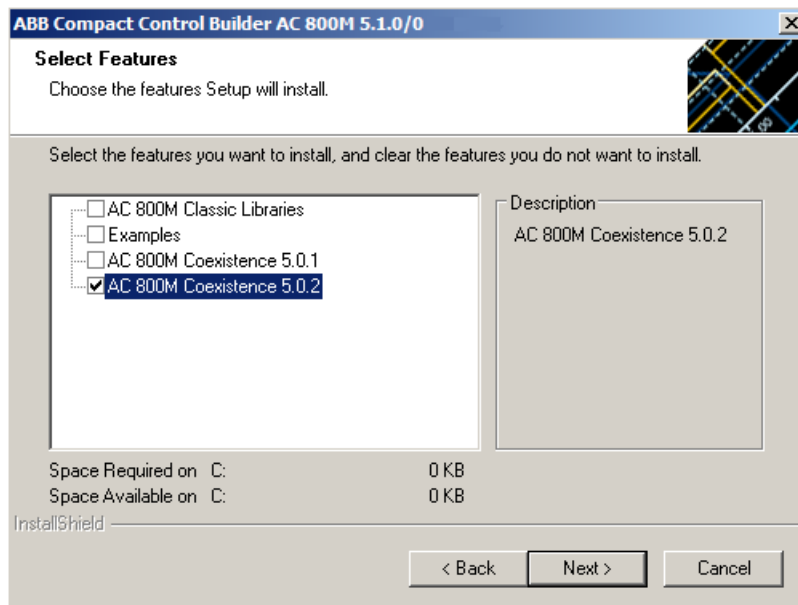 ABB Compact Control Builder AC 800M 5.1.0/0
Select Features
Choose the features Setup will install.
Select the features you want to install, and clear the features you do not want to install.
AC 800M Classic Libraries
Examples
AC 800M Coexistence 5.0.1
AC 800M Coexistence 5.0.2
Description
AC 800M Coexistence 5.0.2
Space Required on C: 0 KB
Space Available on C: 0 KB
InstallShield
< Back Next > Cancel